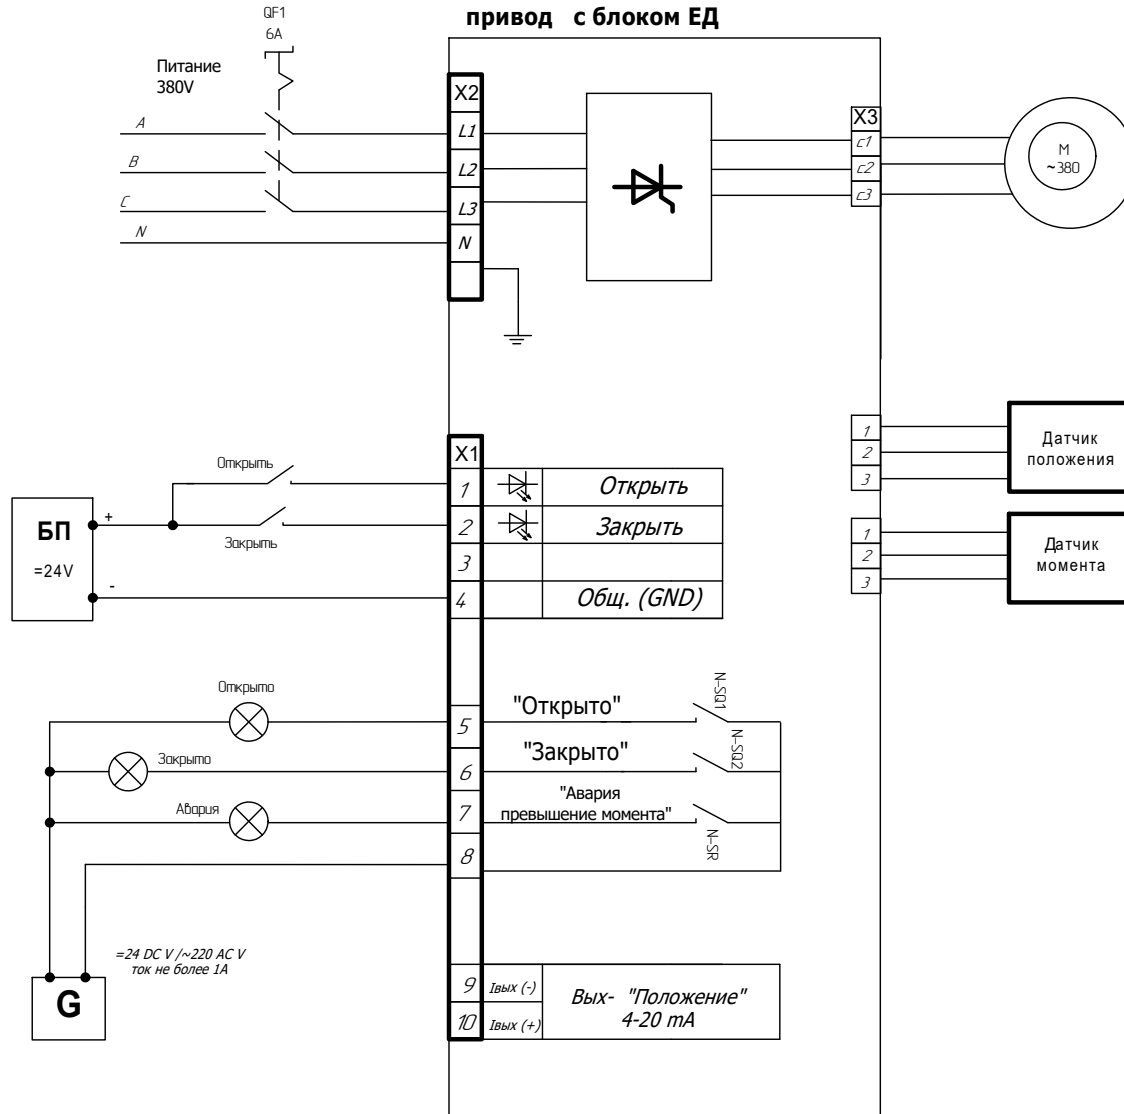 привод с блоком ЕД
QF1
6А
Питание
380V
A
B
C
N
X2
L1
L2
L3
N
X3
c1
c2
c3
M
~380
1
2
3
Датчик
положения
1
2
3
Датчик
момента
X1
1
Открыть
2
Закрыть
3
4
Общ. (GND)
Открыть
Закрыть
БП
=24V
+
-
Открыто
Закрыто
Авария
5
6
7
8
"Открыто"
"Закрыто"
"Авария
превышение момента"
N-SQ1
N-SQ2
N-SR
=24 DC V /~220 AC V
ток не более 1А
G
9
Iвых (-)
10
Iвых (+)
Вых- "Положение"
4-20 mA